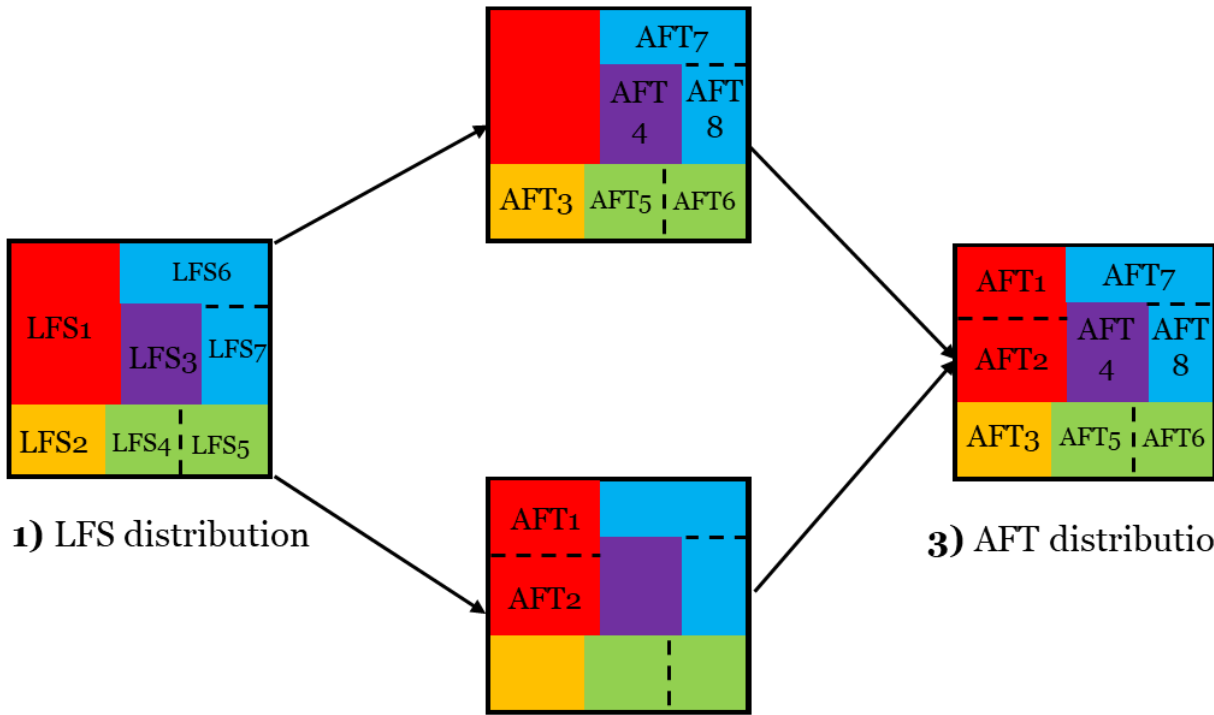 AFT7
AFT
4
AFT
8
AFT3
AFT5
AFT6
LFS6
LFS1
LFS3
LFS7
LFS2
LFS4
LFS5
1) LFS distribution
AFT1
AFT2
AFT1
AFT7
AFT2
AFT
4
AFT
8
AFT3
AFT5
AFT6
3) AFT distributio